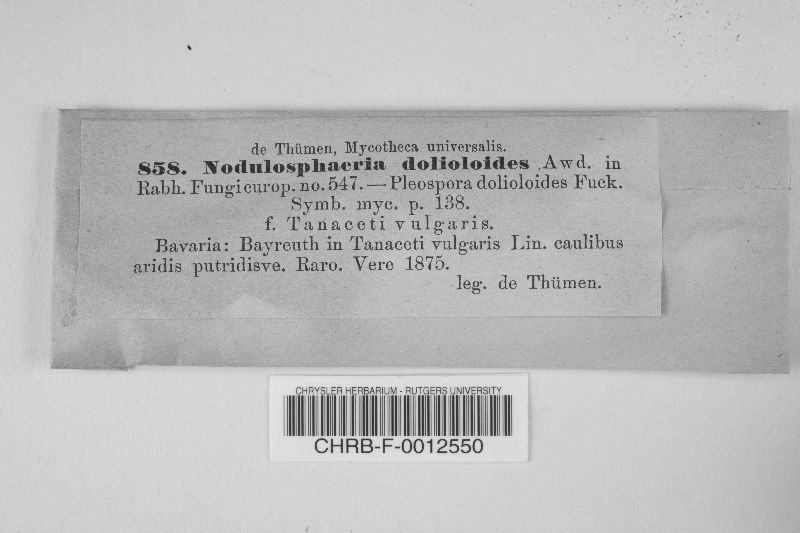 de Thümen, Mycotheca universalis.
858. Nodulosphaeria dolioloides Awd. in
Rabh. Fungi europ. no. 547. — Pleospora dolioloides Fuck.
Symb. myc. p. 138.
f. Tanaceti vulgaris.
Bavaria: Bayreuth in Tanaceti vulgaris Lin. caulibus
aridis putridisve. Raro. Vere 1875.
leg. de Thümen.
CHRYSLER HERBARIUM - RUTGERS UNIVERSITY
CHRB-F-0012550